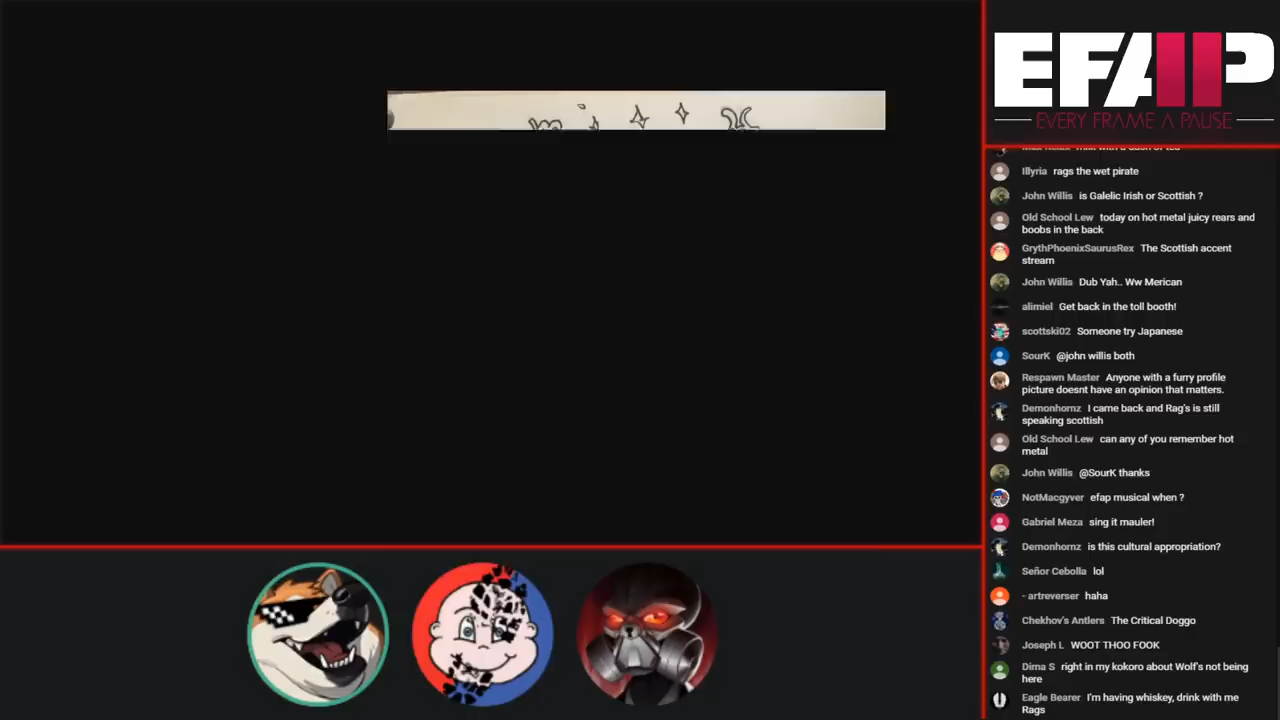 EFAP
EVERY FRAME A PAUSE
Illyria rags the wet pirate
John Willis is Galelic Irish or Scottish ?
Old School Lew today on hot metal juicy rears and
boobs in the back
GrythPhoenixSaurusRex The Scottish accent
stream
John Willis Dub Yah.. Ww Merican
alimiel Get back in the toll booth!
scottski02 Someone try Japanese
SourK @john willis both
Respawn Master Anyone with a furry profile
picture doesnt have an opinion that matters.
Demonhornz I came back and Rag's is still
speaking scottish
Old School Lew can any of you remember hot
metal
John Willis @SourK thanks
NotMacgyver efap musical when ?
Gabriel Meza sing it mauler!
Demonhornz is this cultural appropriation?
Señor Cebolla lol
- artreverser haha
Chekhov's Antlers The Critical Doggo
Joseph L WOOT THOO FOOK
Dima S right in my kokoro about Wolf's not being
here
Eagle Bearer I'm having whiskey, drink with me
Rags